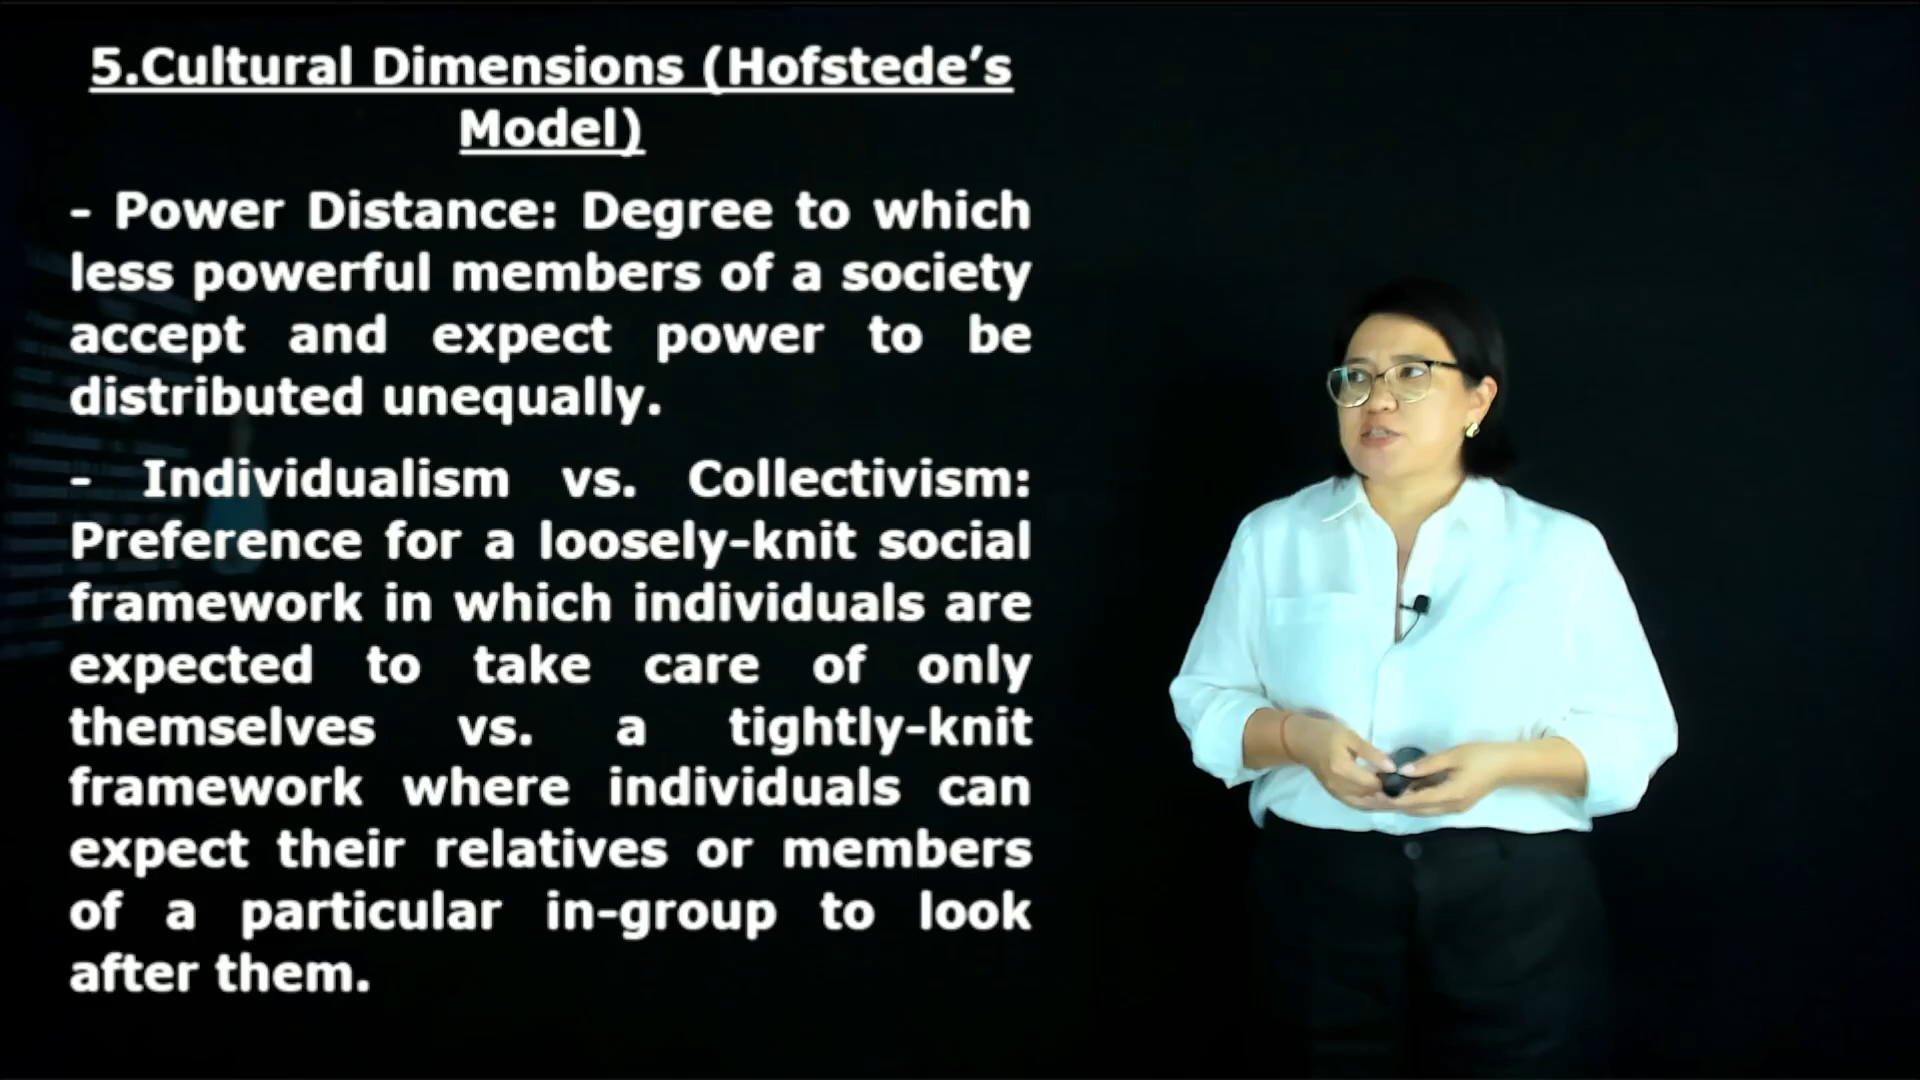 5.Cultural Dimensions (Hofstede’s
Model)
- Power Distance: Degree to which
less powerful members of a society
accept and expect power to be
distributed unequally.
- Individualism vs. Collectivism:
Preference for a loosely-knit social
framework in which individuals are
expected to take care of only
themselves vs. a tightly-knit
framework where individuals can
expect their relatives or members
of a particular in-group to look
after them.